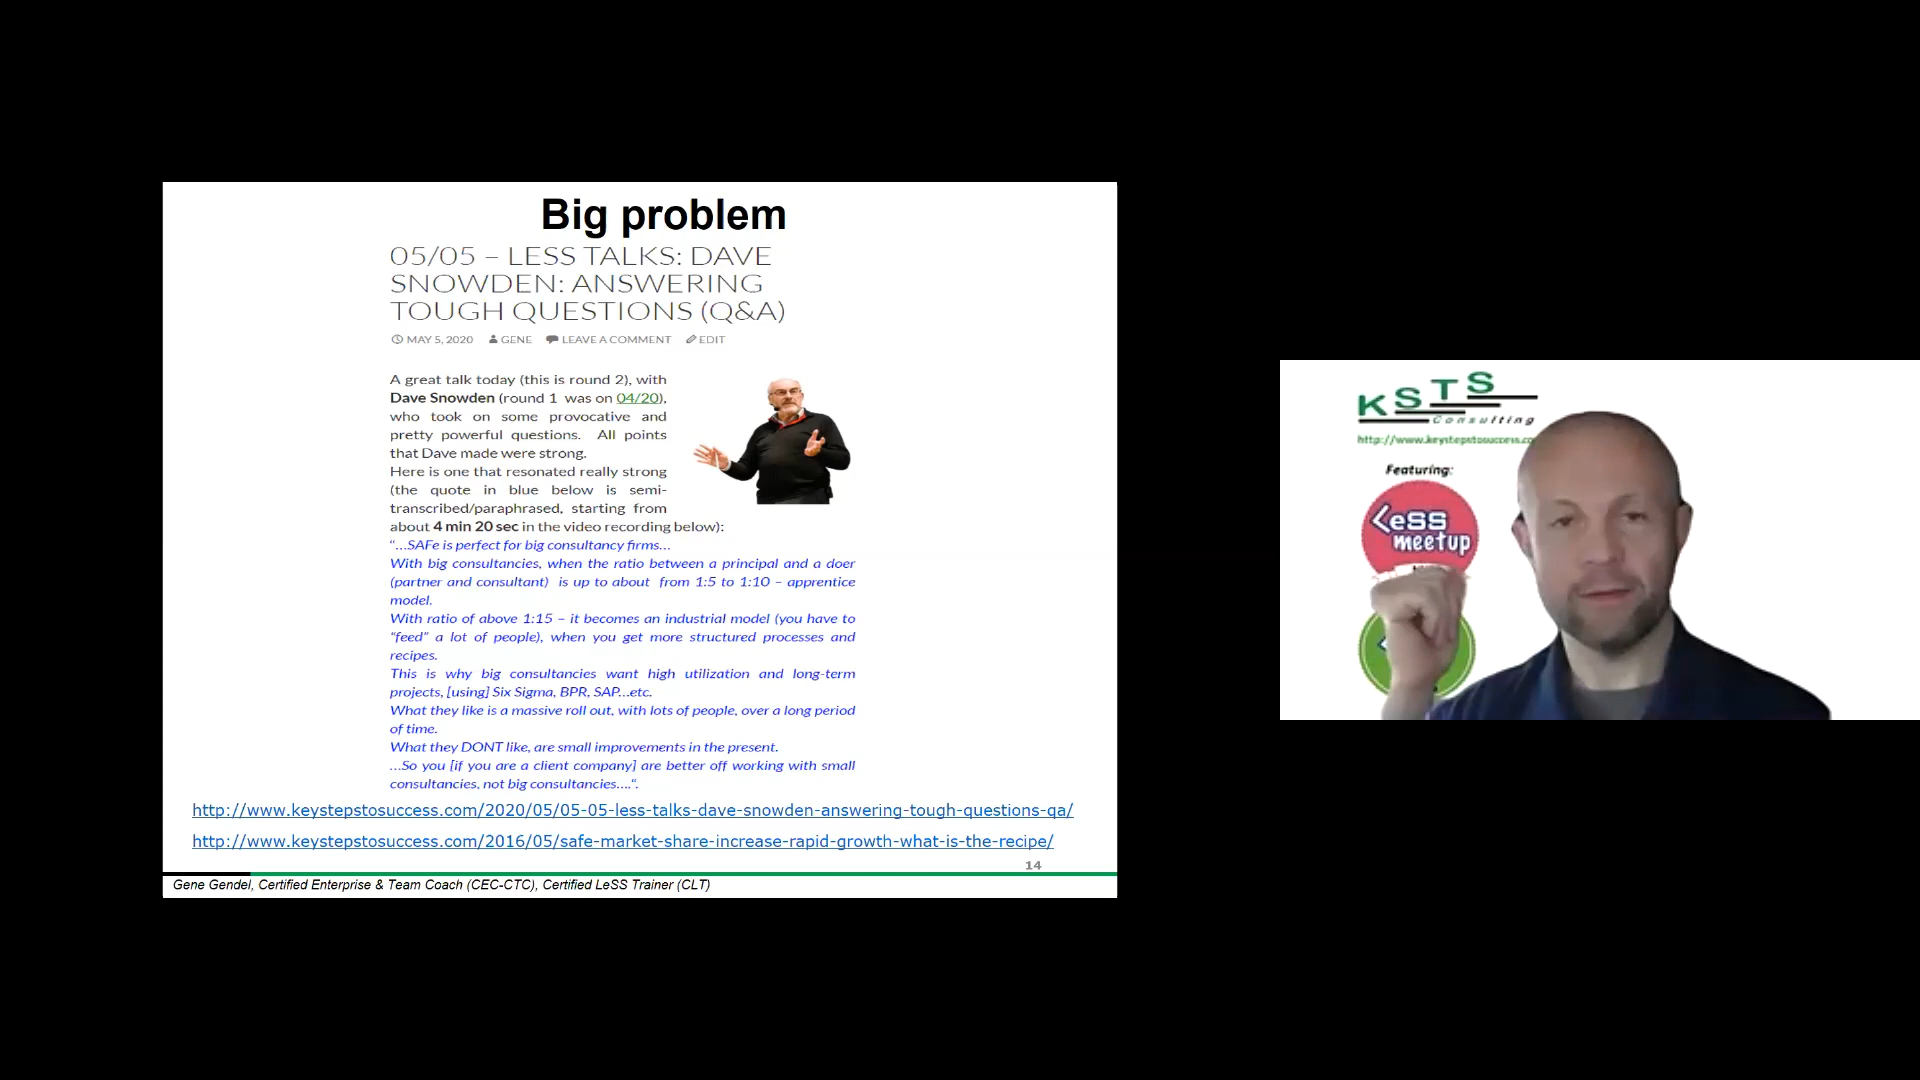 Big problem
05/05 – LESS TALKS: DAVE
SNOWDEN: ANSWERING
TOUGH QUESTIONS (Q&A)
MAY 5, 2020 GENE LEAVE A COMMENT EDIT
A great talk today (this is round 2), with
Dave Snowden (round 1 was on 04/20),
who took on some provocative and
pretty powerful questions. All points
that Dave made were strong.
Here is one that resonated really strong
(the quote in blue below is semi-
transcribed/paraphrased, starting from
about 4 min 20 sec in the video recording below):
“…SAFe is perfect for big consultancy firms…
With big consultancies, when the ratio between a principal and a doer
(partner and consultant) is up to about from 1:5 to 1:10 – apprentice
model.
With ratio of above 1:15 – it becomes an industrial model (you have to
“feed” a lot of people), when you get more structured processes and
recipes.
This is why big consultancies want high utilization and long-term
projects, [using] Six Sigma, BPR, SAP…etc.
What they like is a massive roll out, with lots of people, over a long period
of time.
What they DONT like, are small improvements in the present.
…So you [if you are a client company] are better off working with small
consultancies, not big consultancies….“.
http://www.keystepstosuccess.com/2020/05/05-05-less-talks-dave-snowden-answering-tough-questions-qa/
http://www.keystepstosuccess.com/2016/05/safe-market-share-increase-rapid-growth-what-is-the-recipe/
14
Gene Gendel, Certified Enterprise & Team Coach (CEC-CTC), Certified LeSS Trainer (CLT)
KSTS
Consulting
http://www.keystepstosuccess.co
Featuring:
LeSS
meetup